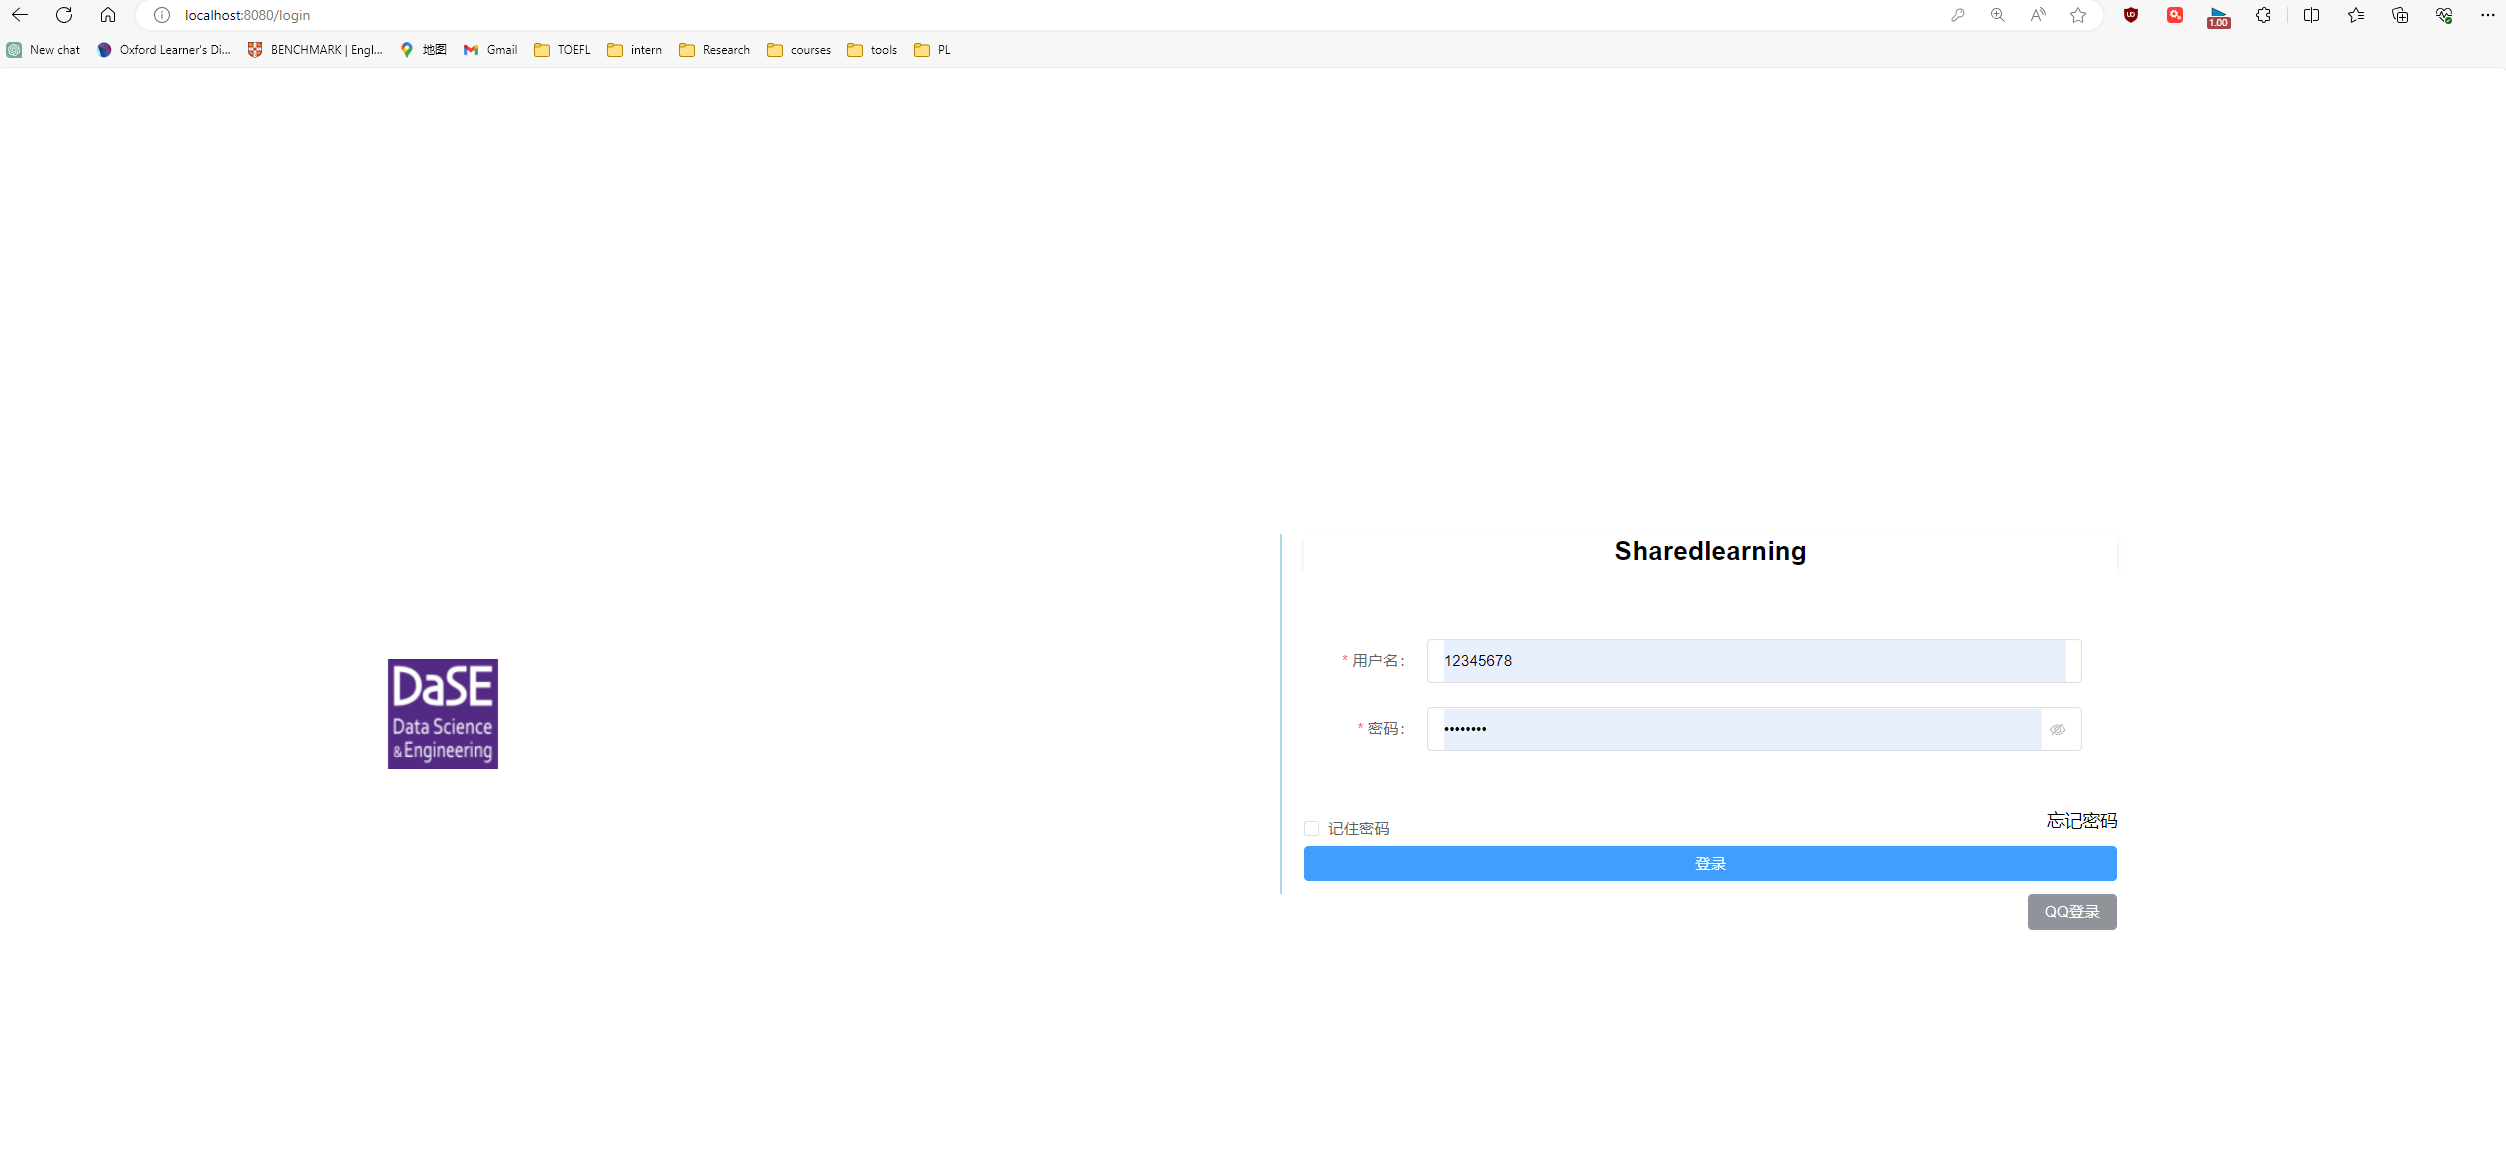 localhost:8080/login
1.00
New chat
Oxford Learner's Di...
BENCHMARK | Engl...
地图
Gmail
TOEFL
intern
Research
courses
tools
PL
Sharedlearning
* 用户名:
12345678
DaSE
Data Science
& Engineering
* 密码:
••••••••
忘记密码
记住密码
登录
QQ登录